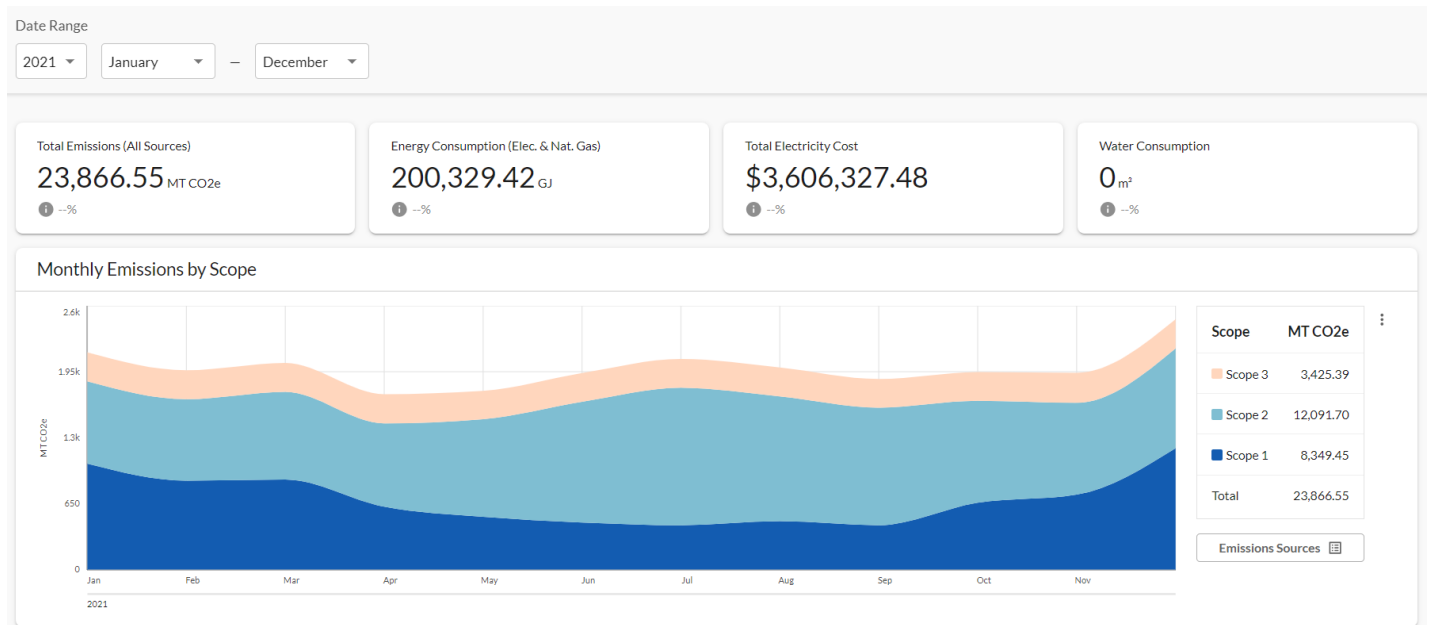 Date Range
2021 January – December
Total Emissions (All Sources)
23,866.55 MT CO2e
--%
Energy Consumption (Elec. & Nat. Gas)
200,329.42 GJ
--%
Total Electricity Cost
$3,606,327.48
--%
Water Consumption
0 m³
--%
Monthly Emissions by Scope
MT CO2e
2.6k
1.95k
1.3k
650
0
Jan Feb Mar Apr May Jun Jul Aug Sep Oct Nov
2021
Scope MT CO2e
Scope 3 3,425.39
Scope 2 12,091.70
Scope 1 8,349.45
Total 23,866.55
Emissions Sources